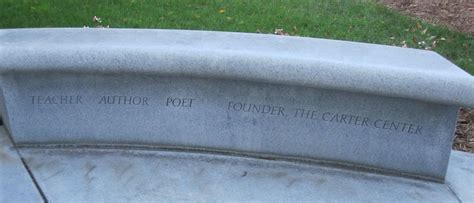 TEACHER AUTHOR POET FOUNDER, THE CARTER CENTER